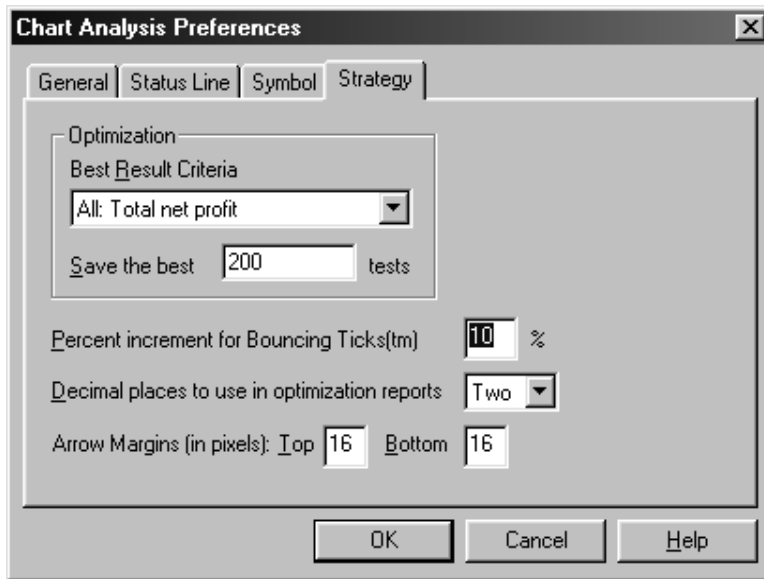 Chart Analysis Preferences
General Status Line Symbol Strategy
Optimization
Best Result Criteria
All: Total net profit
Save the best 200 tests
Percent increment for Bouncing Ticks(tm) 10 %
Decimal places to use in optimization reports Two
Arrow Margins (in pixels): Top 16 Bottom 16
OK Cancel Help